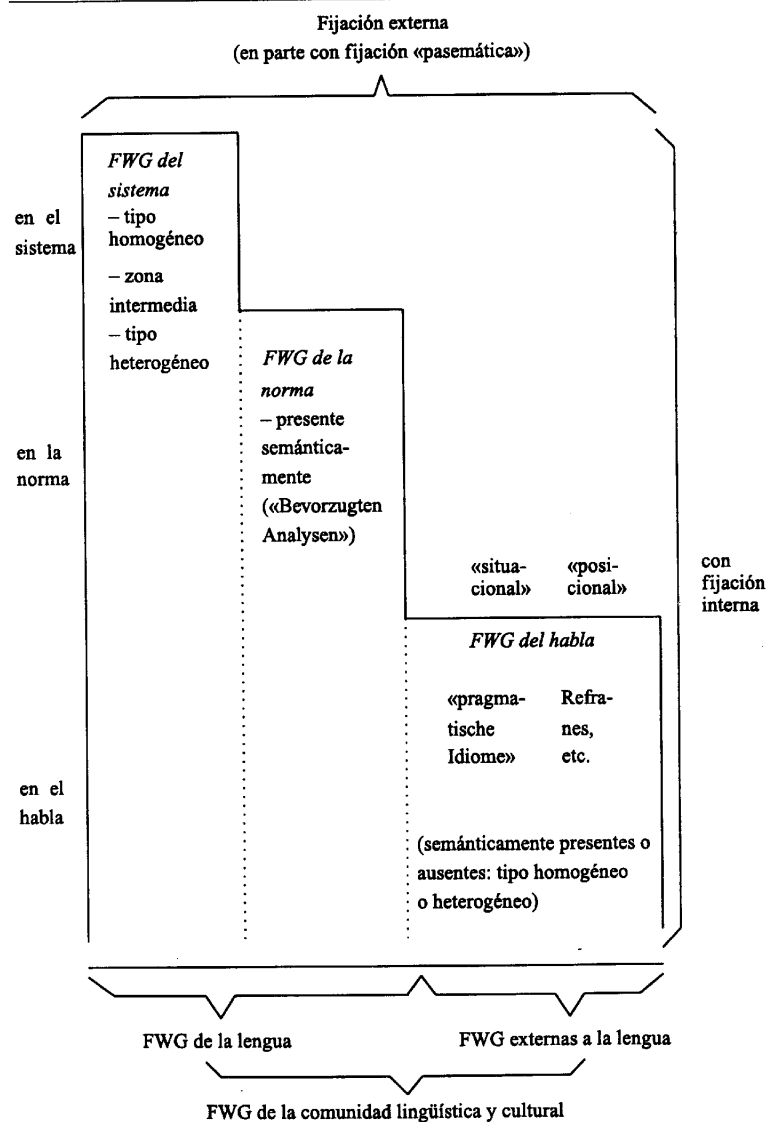 Fijación externa
(en parte con fijación «pasemática»)
en el
sistema
FWG del
sistema
– tipo
homogéneo
– zona
intermedia
– tipo
heterogéneo
en la
norma
FWG de la
norma
– presente
semántica-
mente
(«Bevorzugten
Analysen»)
«situa-
cional»
«posi-
cional»
con
fijación
interna
en el
habla
FWG del habla
«pragma-
tische
Idiome»
Refra-
nes,
etc.
(semánticamente presentes o
ausentes: tipo homogéneo
o heterogéneo)
FWG de la lengua
FWG externas a la lengua
FWG de la comunidad lingüística y cultural